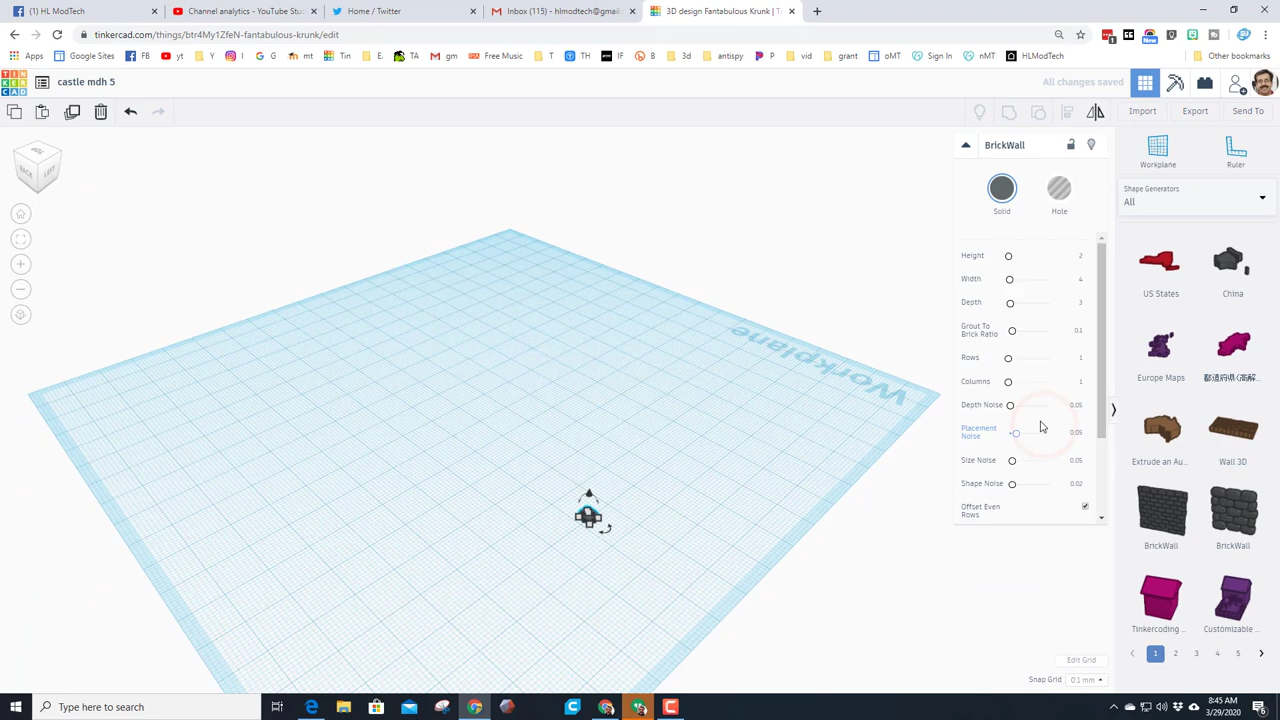 (1) HL ModTech
Channel analytics - YouTube Stu
Home / Twitter
Inbox (115) - hlmodtech@gmail.
3D design Fantabulous Krunk | T
tinkercad.com/things/btr4My1ZfeN-fantabulous-krunk/edit
Apps
Google Sites
FB
yt
Y
I
G
mt
Tin
E.
TA
gm
Free Music
T
TH
IF
B
3d
antispy
P
vid
grant
oMT
Sign In
nMT
HLModTech
Other bookmarks
TIN
KER
CAD
castle mdh 5
All changes saved
Import
Export
Send To
TOP
BACK
LEFT
BrickWall
Solid
Hole
Workplane
Ruler
Shape Generators
All
Height 2
Width 4
Depth 3
Grout To
Brick Ratio 0.1
Rows 1
Columns 1
Depth Noise 0.05
Placement
Noise 0.05
Size Noise 0.05
Shape Noise 0.02
Offset Even
Rows
Workplane
US States
China
Europe Maps
Extrude an Au...
Wall 3D
BrickWall
BrickWall
Tinkercoding ...
Customizable ...
1 2 3 4 5
Edit Grid
Snap Grid 0.1 mm
Type here to search
8:45 AM
3/29/2020